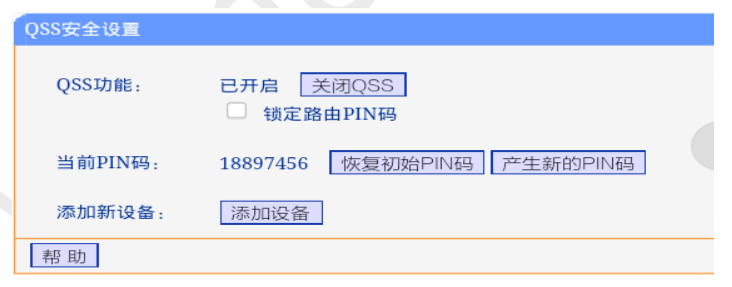 QSS安全设置
QSS功能： 已开启 关闭QSS
锁定路由PIN码
当前PIN码： 18897456 恢复初始PIN码 产生新的PIN码
添加新设备： 添加设备
帮 助